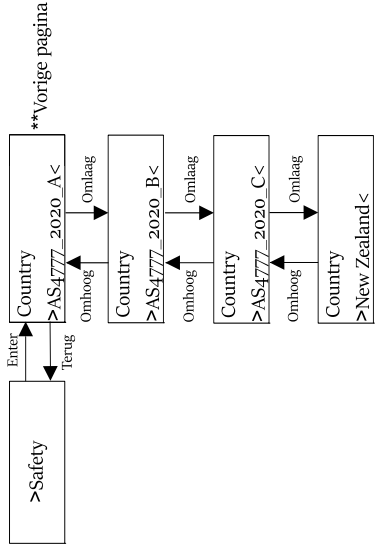 **Vorige pagina
>Safety
Enter
Terug
Country
>AS4777_2020_A<
Omlaag
Omhoog
Country
>AS4777_2020_B<
Omlaag
Omhoog
Country
>AS4777_2020_C<
Omlaag
Omhoog
Country
>New Zealand<